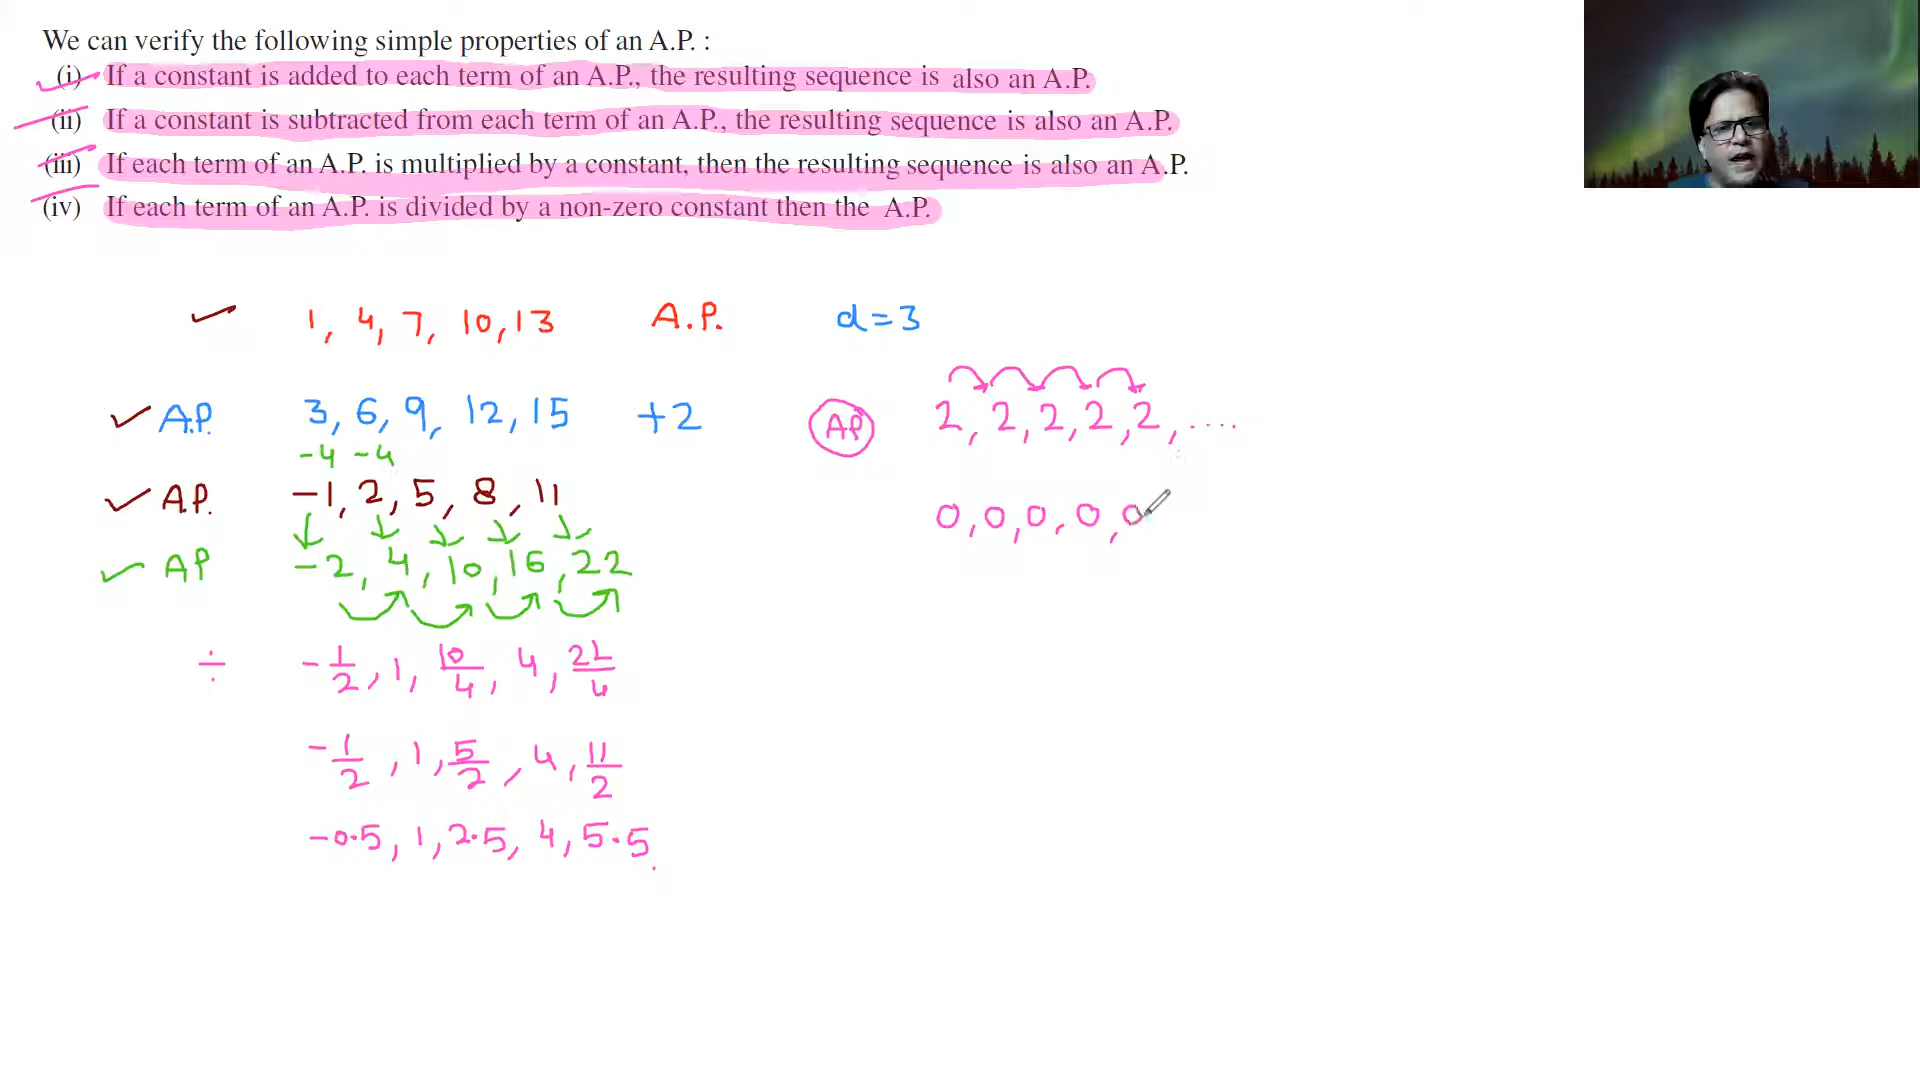 We can verify the following simple properties of an A.P. :
(i) If a constant is added to each term of an A.P., the resulting sequence is also an A.P.
(ii) If a constant is subtracted from each term of an A.P., the resulting sequence is also an A.P.
(iii) If each term of an A.P. is multiplied by a constant, then the resulting sequence is also an A.P.
(iv) If each term of an A.P. is divided by a non-zero constant then the A.P.
✓ 1, 4, 7, 10, 13 A.P. d=3
✓ A.P. 3, 6, 9, 12, 15 +2
-4 -4
✓ A.P. -1, 2, 5, 8, 11
✓ AP -2, 4, 10, 16, 22
÷ -1/2, 1, 10/4, 4, 22/4
-1/2, 1, 5/2, 4, 11/2
-0.5, 1, 2.5, 4, 5.5
AP 2, 2, 2, 2, 2, ....
0, 0, 0, 0, 0